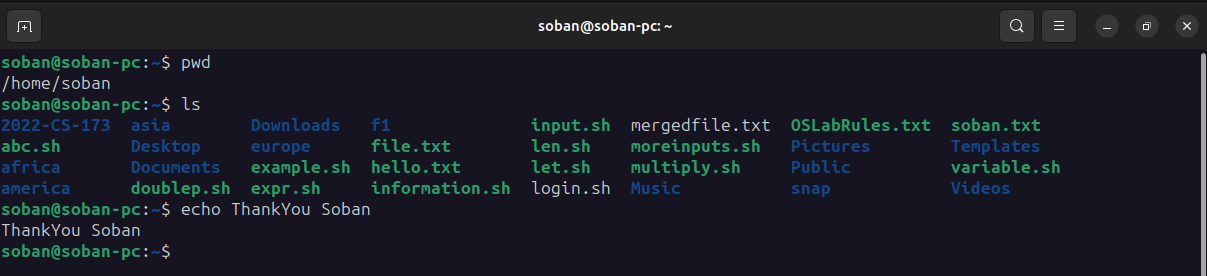 soban@soban-pc: ~
soban@soban-pc:~$ pwd
/home/soban
soban@soban-pc:~$ ls
2022-CS-173  asia       Downloads   f1              input.sh  mergedfile.txt  OSLabRules.txt  soban.txt
abc.sh       Desktop    europe      file.txt        len.sh    moreinputs.sh   Pictures        Templates
africa       Documents  example.sh  hello.txt       let.sh    multiply.sh     Public          variable.sh
america      doublep.sh expr.sh     information.sh  login.sh  Music           snap            Videos
soban@soban-pc:~$ echo ThankYou Soban
ThankYou Soban
soban@soban-pc:~$